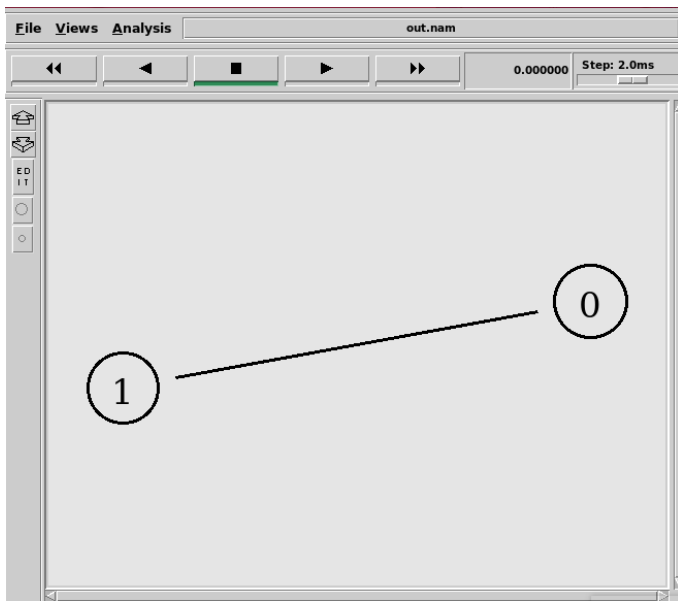 File Views Analysis out.nam
0.000000 Step: 2.0ms
ED
IT
0
1